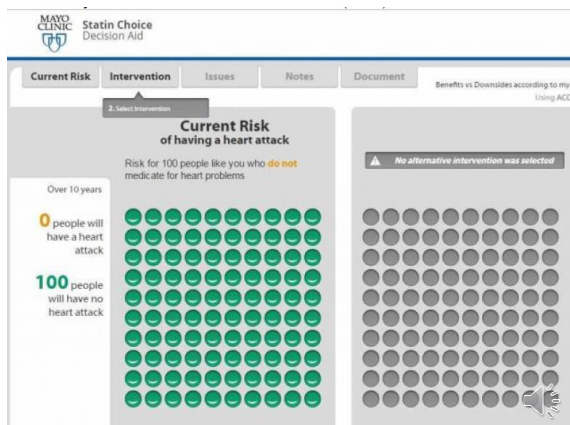 MAYO
CLINIC
Statin Choice
Decision Aid
Current Risk
Intervention
Issues
Notes
Document
Benefits vs Downsides according to my
Using ACC
2. Select Intervention
Current Risk
of having a heart attack
Risk for 100 people like you who do not
medicate for heart problems
No alternative intervention was selected
Over 10 years
0 people will
have a heart
attack
100 people
will have no
heart attack